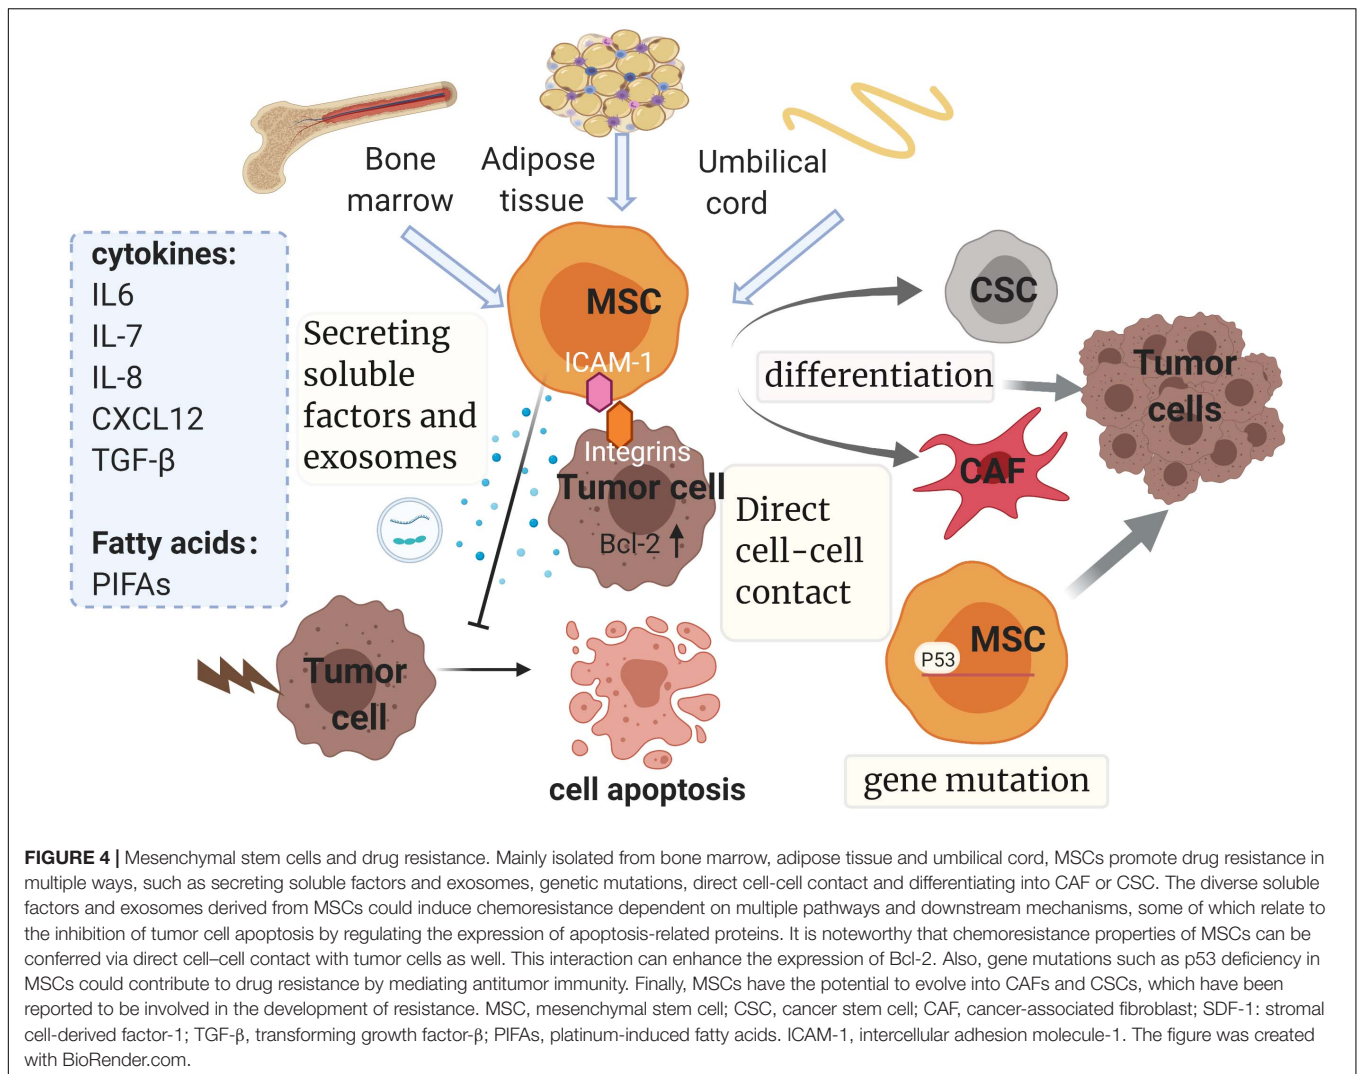 Bone
marrow
Adipose
tissue
Umbilical
cord
cytokines:
IL6
IL-7
IL-8
CXCL12
TGF-β
Fatty acids:
PIFAs
Secreting
soluble
factors and
exosomes
MSC
ICAM-1
Integrins
Tumor cell
Bcl-2
Direct
cell-cell
contact
CSC
differentiation
CAF
Tumor
cells
Tumor
cell
cell apoptosis
MSC
P53
gene mutation
FIGURE 4 | Mesenchymal stem cells and drug resistance. Mainly isolated from bone marrow, adipose tissue and umbilical cord, MSCs promote drug resistance in
multiple ways, such as secreting soluble factors and exosomes, genetic mutations, direct cell-cell contact and differentiating into CAF or CSC. The diverse soluble
factors and exosomes derived from MSCs could induce chemoresistance dependent on multiple pathways and downstream mechanisms, some of which relate to
the inhibition of tumor cell apoptosis by regulating the expression of apoptosis-related proteins. It is noteworthy that chemoresistance properties of MSCs can be
conferred via direct cell–cell contact with tumor cells as well. This interaction can enhance the expression of Bcl-2. Also, gene mutations such as p53 deficiency in
MSCs could contribute to drug resistance by mediating antitumor immunity. Finally, MSCs have the potential to evolve into CAFs and CSCs, which have been
reported to be involved in the development of resistance. MSC, mesenchymal stem cell; CSC, cancer stem cell; CAF, cancer-associated fibroblast; SDF-1: stromal
cell-derived factor-1; TGF-β, transforming growth factor-β; PIFAs, platinum-induced fatty acids. ICAM-1, intercellular adhesion molecule-1. The figure was created
with BioRender.com.